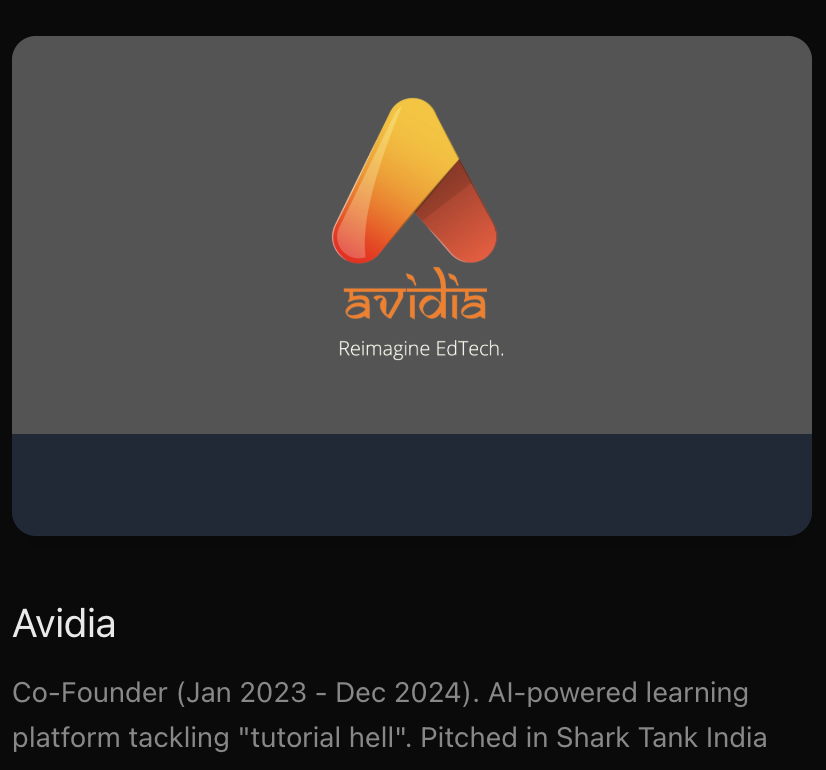 avidia
Reimagine EdTech.
Avidia
Co-Founder (Jan 2023 - Dec 2024). AI-powered learning
platform tackling "tutorial hell". Pitched in Shark Tank India